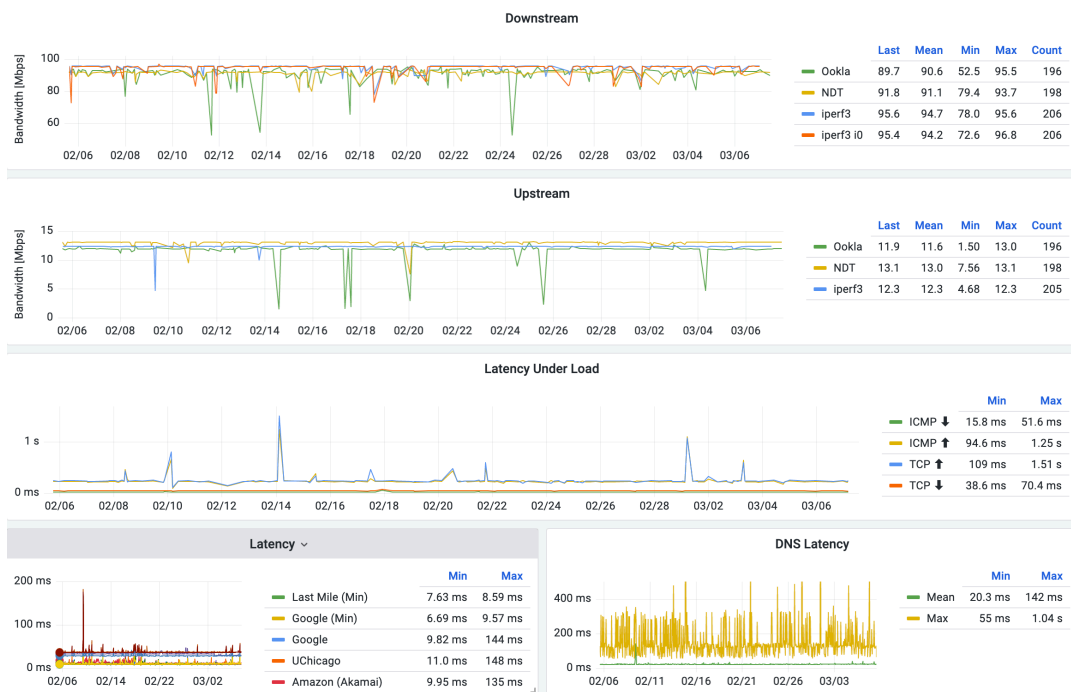 Downstream
Bandwidth [Mbps]
100
80
60
02/06 02/08 02/10 02/12 02/14 02/16 02/18 02/20 02/22 02/24 02/26 02/28 03/02 03/04 03/06
Last Mean Min Max Count
Ookla 89.7 90.6 52.5 95.5 196
NDT 91.8 91.1 79.4 93.7 198
iperf3 95.6 94.7 78.0 95.6 206
iperf3 i0 95.4 94.2 72.6 96.8 206
Upstream
Bandwidth [Mbps]
15
10
5
0
02/06 02/08 02/10 02/12 02/14 02/16 02/18 02/20 02/22 02/24 02/26 02/28 03/02 03/04 03/06
Last Mean Min Max Count
Ookla 11.9 11.6 1.50 13.0 196
NDT 13.1 13.0 7.56 13.1 198
iperf3 12.3 12.3 4.68 12.3 205
Latency Under Load
1 s
0 ms
02/06 02/08 02/10 02/12 02/14 02/16 02/18 02/20 02/22 02/24 02/26 02/28 03/02 03/04 03/06
Min Max
ICMP ⬇ 15.8 ms 51.6 ms
ICMP ⬆ 94.6 ms 1.25 s
TCP ⬆ 109 ms 1.51 s
TCP ⬇ 38.6 ms 70.4 ms
Latency
200 ms
100 ms
0 ms
02/06 02/14 02/22 03/02
Min Max
Last Mile (Min) 7.63 ms 8.59 ms
Google (Min) 6.69 ms 9.57 ms
Google 9.82 ms 144 ms
UChicago 11.0 ms 148 ms
Amazon (Akamai) 9.95 ms 135 ms
DNS Latency
400 ms
200 ms
0 ms
02/06 02/11 02/16 02/21 02/26 03/03
Min Max
Mean 20.3 ms 142 ms
Max 55 ms 1.04 s